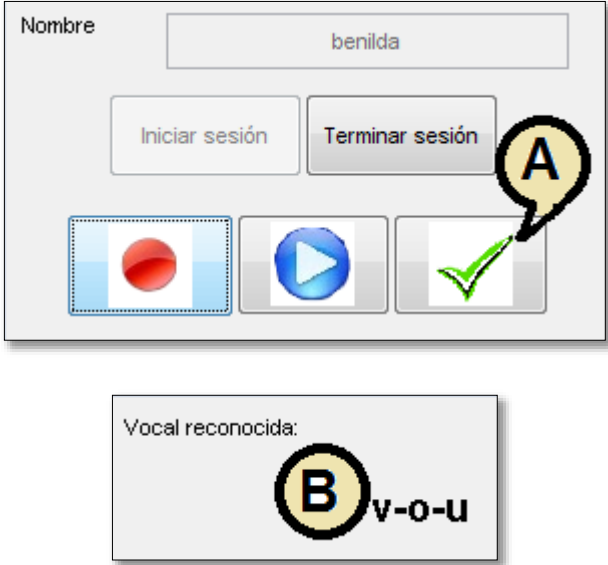 Nombre
benilda
Iniciar sesión
Terminar sesión
A
Vocal reconocida:
B
v-o-u